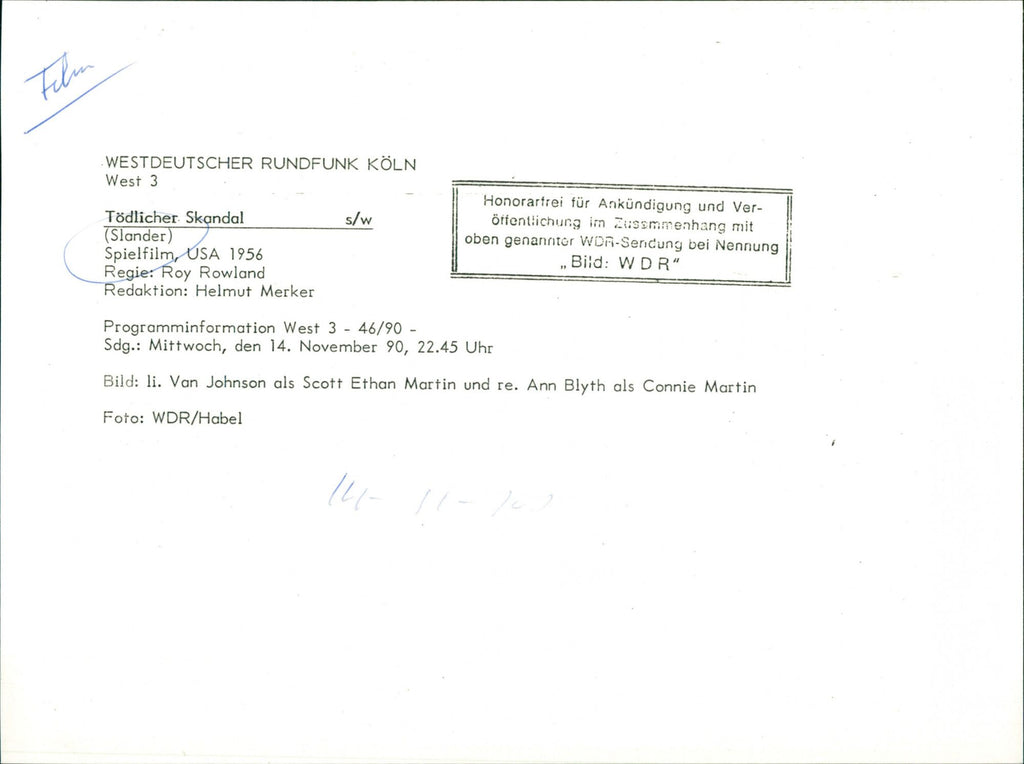 Film
WESTDEUTSCHER RUNDFUNK KÖLN
West 3
Tödlicher Skandal s/w
(Slander)
Spielfilm, USA 1956
Regie: Roy Rowland
Redaktion: Helmut Merker
Honorarfrei für Ankündigung und Ver-
öffentlichung im Zusammenhang mit
oben genannter WDR-Sendung bei Nennung
„Bild: W D R"
Programminformation West 3 - 46/90 -
Sdg.: Mittwoch, den 14. November 90, 22.45 Uhr
Bild: li. Van Johnson als Scott Ethan Martin und re. Ann Blyth als Connie Martin
Foto: WDR/Habel
14- 11-